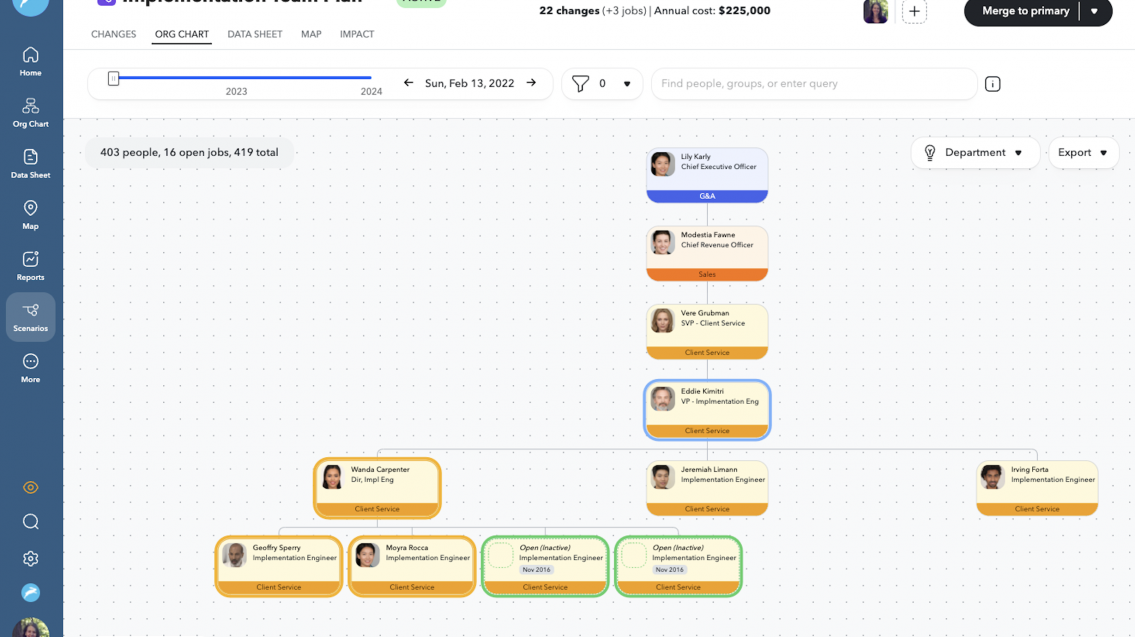 Implementation Team Plan
ACTIVE
22 changes (+3 jobs) | Annual cost: $225,000
Merge to primary
CHANGES
ORG CHART
DATA SHEET
MAP
IMPACT
2023
2024
Sun, Feb 13, 2022
0
Find people, groups, or enter query
Home
Org Chart
Data Sheet
Map
Reports
Scenarios
More
403 people, 16 open jobs, 419 total
Department
Export
Lily Karly
Chief Executive Officer
G&A
Modestia Fawne
Chief Revenue Officer
Sales
Vere Grubman
SVP - Client Service
Client Service
Eddie Kimitri
VP - Implmentation Eng
Client Service
Wanda Carpenter
Dir, Impl Eng
Client Service
Jeremiah Limann
Implementation Engineer
Client Service
Irving Forta
Implementation Engineer
Client Service
Geoffry Sperry
Implementation Engineer
Client Service
Moyra Rocca
Implementation Engineer
Client Service
Open (Inactive)
Implementation Engineer
Nov 2016
Client Service
Open (Inactive)
Implementation Engineer
Nov 2016
Client Service